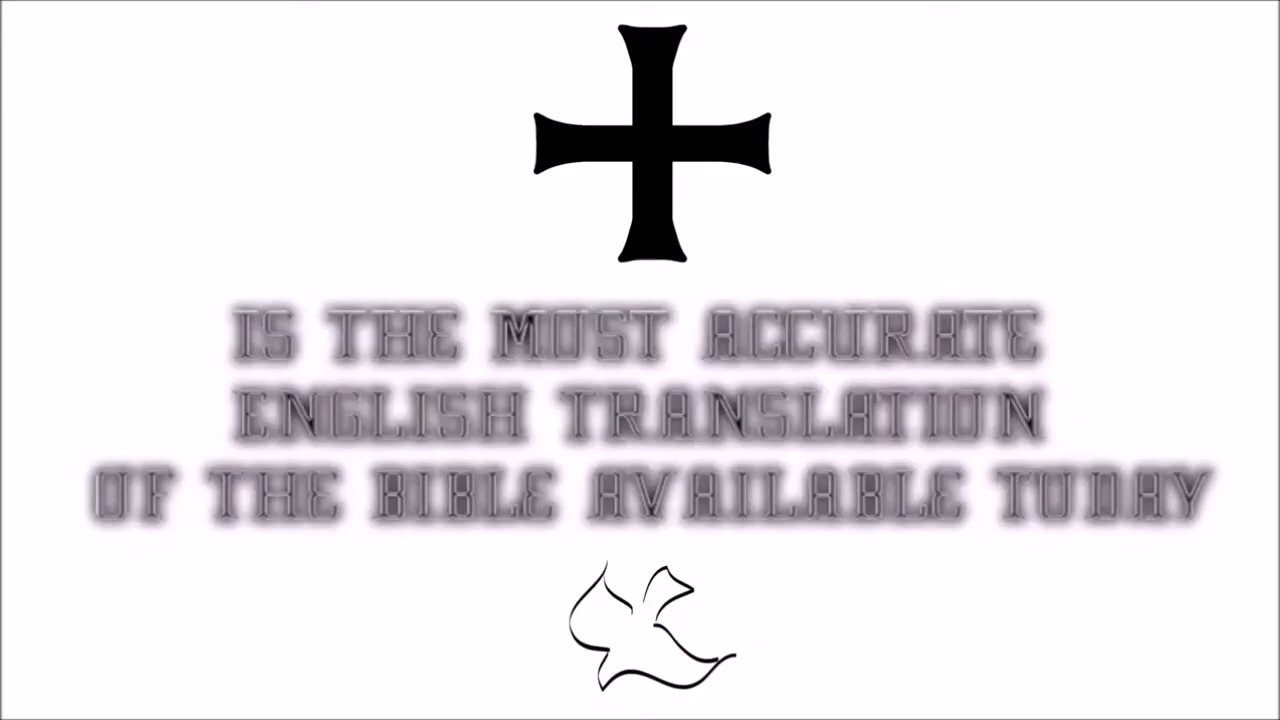 IS THE MOST ACCURATE
ENGLISH TRANSLATION
OF THE BIBLE AVAILABLE TODAY